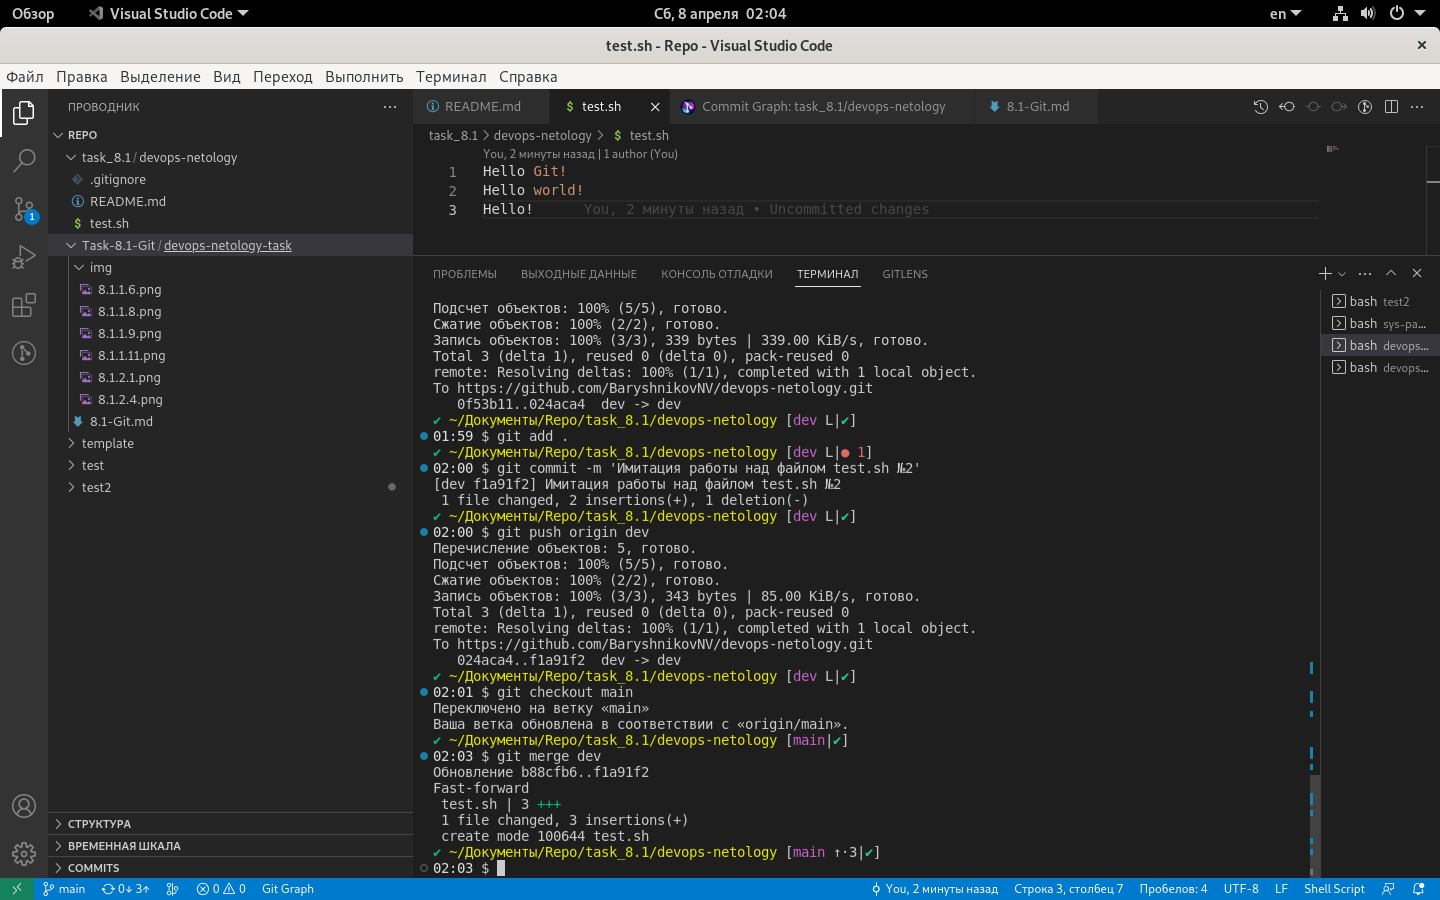 Обзор
Visual Studio Code
Сб, 8 апреля 02:04
en
test.sh - Repo - Visual Studio Code
Файл Правка Выделение Вид Переход Выполнить Терминал Справка
ПРОВОДНИК
REPO
task_8.1 / devops-netology
.gitignore
README.md
test.sh
Task-8.1-Git / devops-netology-task
img
8.1.1.6.png
8.1.1.8.png
8.1.1.9.png
8.1.1.11.png
8.1.2.1.png
8.1.2.4.png
8.1-Git.md
template
test
test2
СТРУКТУРА
ВРЕМЕННАЯ ШКАЛА
COMMITS
1
README.md
$ test.sh
Commit Graph: task_8.1/devops-netology
8.1-Git.md
task_8.1 > devops-netology > $ test.sh
You, 2 минуты назад | 1 author (You)
1 Hello Git!
2 Hello world!
3 Hello! You, 2 минуты назад • Uncommitted changes
ПРОБЛЕМЫ ВЫХОДНЫЕ ДАННЫЕ КОНСОЛЬ ОТЛАДКИ ТЕРМИНАЛ GITLENS
Подсчет объектов: 100% (5/5), готово.
Сжатие объектов: 100% (2/2), готово.
Запись объектов: 100% (3/3), 339 bytes | 339.00 KiB/s, готово.
Total 3 (delta 1), reused 0 (delta 0), pack-reused 0
remote: Resolving deltas: 100% (1/1), completed with 1 local object.
To https://github.com/BaryshnikovNV/devops-netology.git
0f53b11..024aca4  dev -> dev
✔ ~/Документы/Repo/task_8.1/devops-netology [dev L|✔]
01:59 $ git add .
✔ ~/Документы/Repo/task_8.1/devops-netology [dev L|● 1]
02:00 $ git commit -m 'Имитация работы над файлом test.sh №2'
[dev f1a91f2] Имитация работы над файлом test.sh №2
1 file changed, 2 insertions(+), 1 deletion(-)
✔ ~/Документы/Repo/task_8.1/devops-netology [dev L|✔]
02:00 $ git push origin dev
Перечисление объектов: 5, готово.
Подсчет объектов: 100% (5/5), готово.
Сжатие объектов: 100% (2/2), готово.
Запись объектов: 100% (3/3), 343 bytes | 85.00 KiB/s, готово.
Total 3 (delta 1), reused 0 (delta 0), pack-reused 0
remote: Resolving deltas: 100% (1/1), completed with 1 local object.
To https://github.com/BaryshnikovNV/devops-netology.git
024aca4..f1a91f2  dev -> dev
✔ ~/Документы/Repo/task_8.1/devops-netology [dev L|✔]
02:01 $ git checkout main
Переключено на ветку «main»
Ваша ветка обновлена в соответствии с «origin/main».
✔ ~/Документы/Repo/task_8.1/devops-netology [main|✔]
02:03 $ git merge dev
Обновление b88cfb6..f1a91f2
Fast-forward
test.sh | 3 +++
1 file changed, 3 insertions(+)
create mode 100644 test.sh
✔ ~/Документы/Repo/task_8.1/devops-netology [main ↑·3|✔]
02:03 $
bash test2
bash sys-pa...
bash devops...
bash devops...
main 0↓ 3↑ 0 0 Git Graph
You, 2 минуты назад Строка 3, столбец 7 Пробелов: 4 UTF-8 LF Shell Script